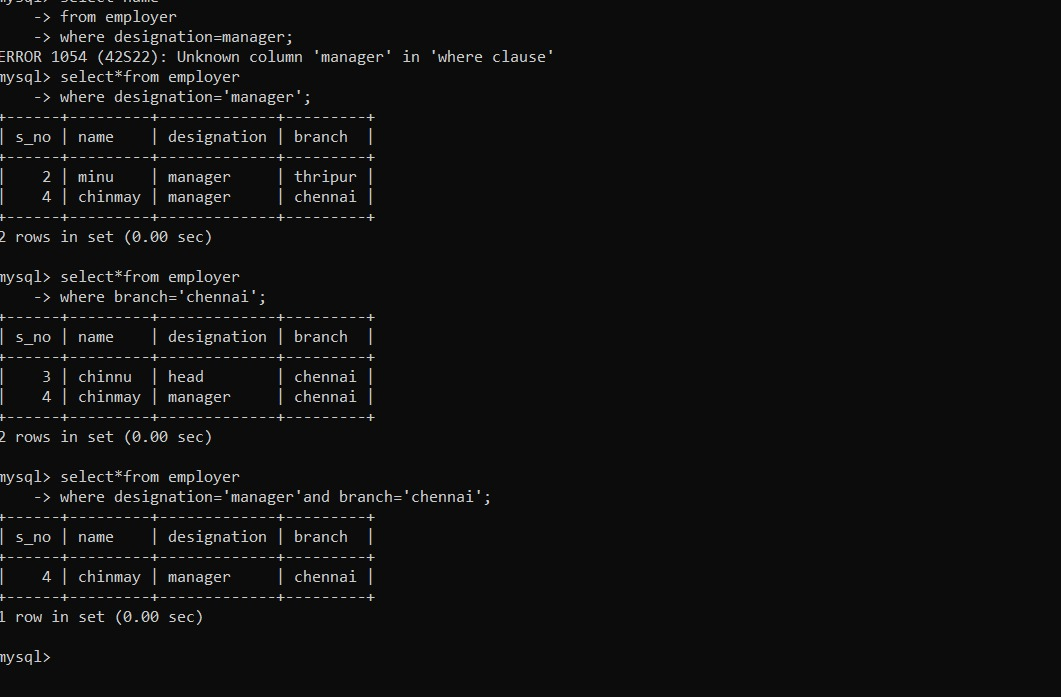 mysql> select name
    -> from employer
    -> where designation=manager;
ERROR 1054 (42S22): Unknown column 'manager' in 'where clause'
mysql> select*from employer
    -> where designation='manager';
+------+---------+-------------+---------+
| s_no | name    | designation | branch  |
+------+---------+-------------+---------+
|    2 | minu    | manager     | thripur |
|    4 | chinmay | manager     | chennai |
+------+---------+-------------+---------+
2 rows in set (0.00 sec)

mysql> select*from employer
    -> where branch='chennai';
+------+---------+-------------+---------+
| s_no | name    | designation | branch  |
+------+---------+-------------+---------+
|    3 | chinnu  | head        | chennai |
|    4 | chinmay | manager     | chennai |
+------+---------+-------------+---------+
2 rows in set (0.00 sec)

mysql> select*from employer
    -> where designation='manager'and branch='chennai';
+------+---------+-------------+---------+
| s_no | name    | designation | branch  |
+------+---------+-------------+---------+
|    4 | chinmay | manager     | chennai |
+------+---------+-------------+---------+
1 row in set (0.00 sec)

mysql>